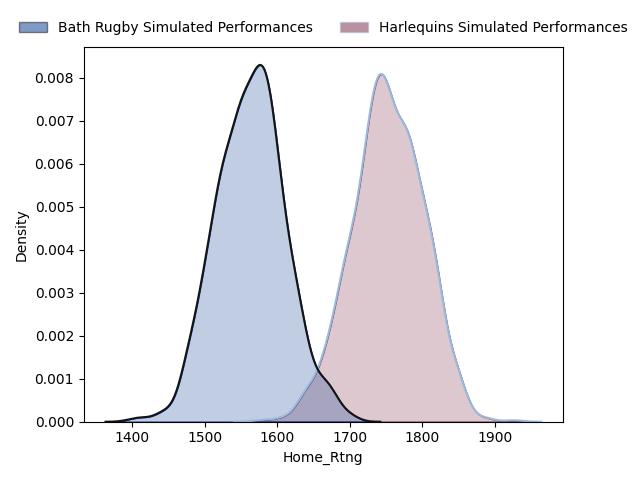 Bath Rugby Simulated Performances
Harlequins Simulated Performances
Density
0.008
0.007
0.006
0.005
0.004
0.003
0.002
0.001
0.000
1400 1500 1600 1700 1800 1900
Home_Rtng